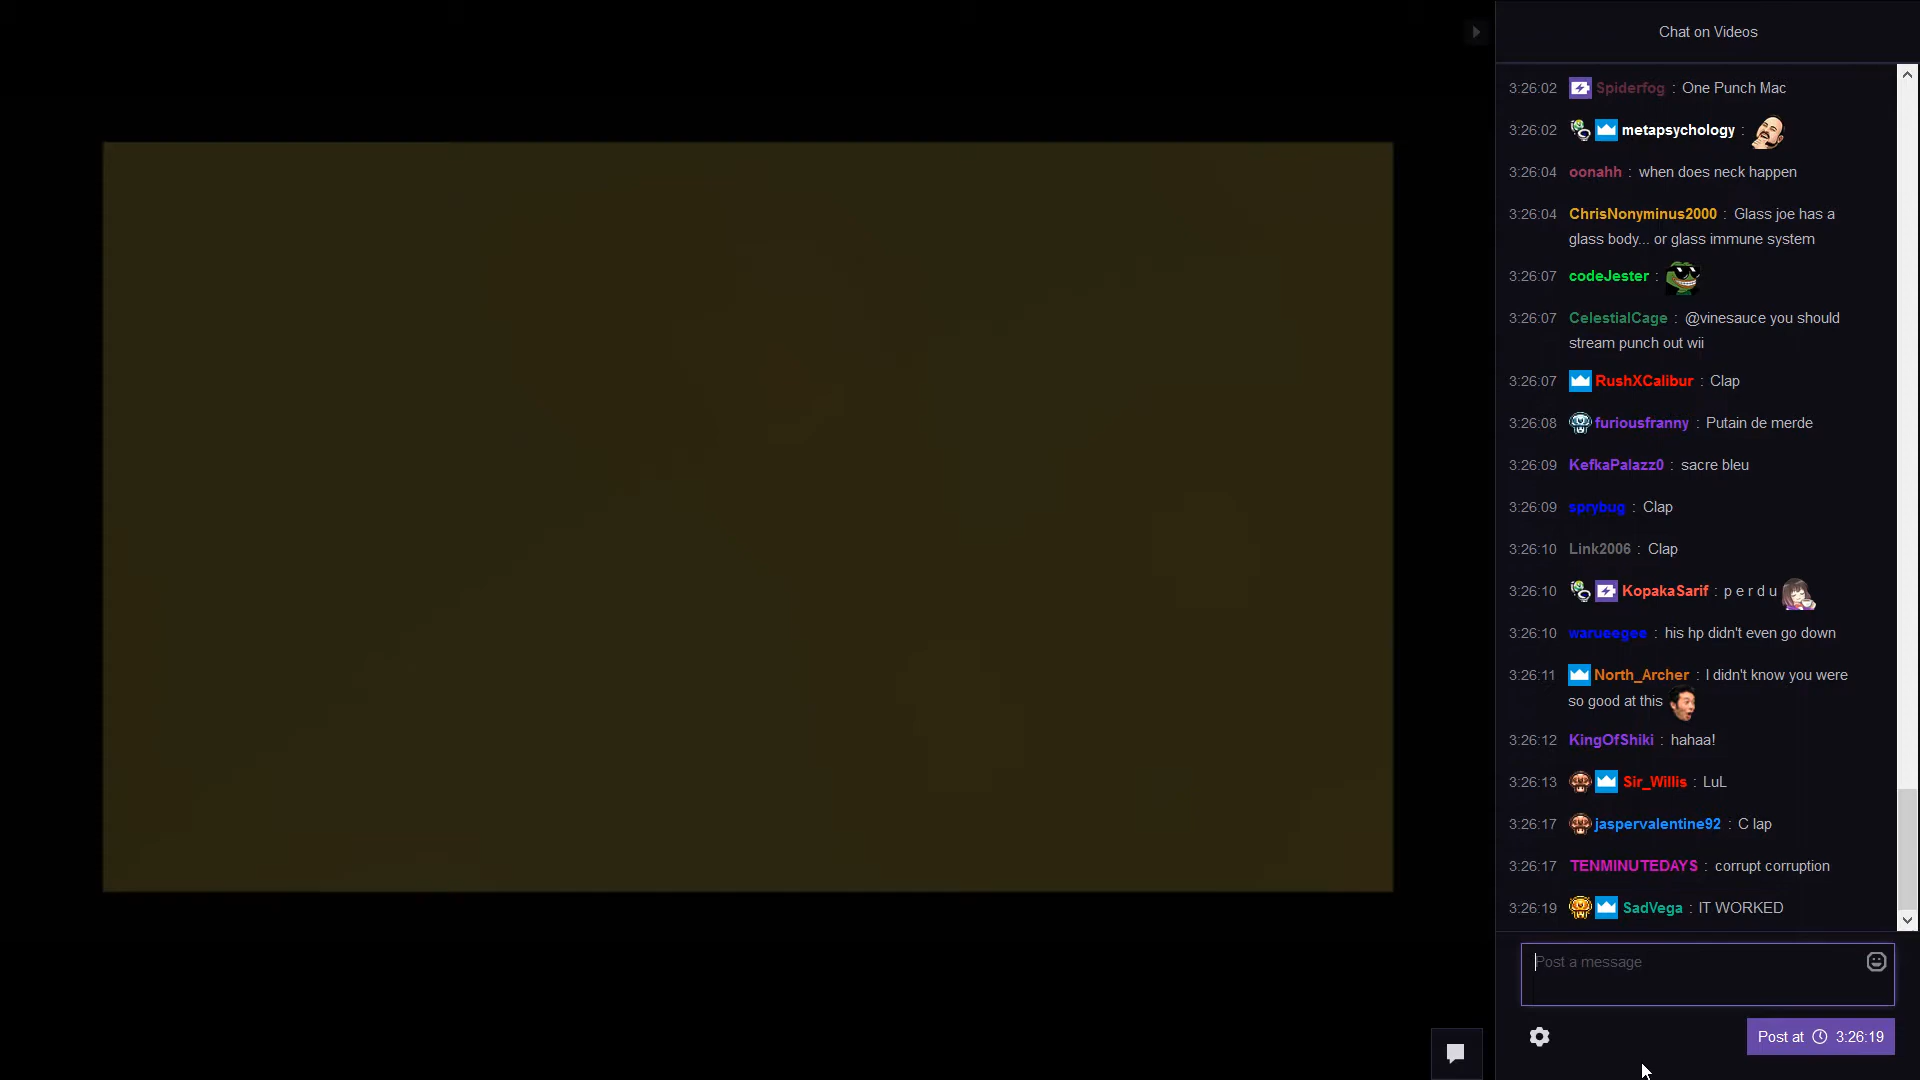 Chat on Videos
3:26:02 Spiderfog : One Punch Mac
3:26:02 metapsychology :
3:26:04 oonahh : when does neck happen
3:26:04 ChrisNonyminus2000 : Glass joe has a
glass body... or glass immune system
3:26:07 codeJester :
3:26:07 CelestialCage : @vinesauce you should
stream punch out wii
3:26:07 RushXCalibur : Clap
3:26:08 furiousfranny : Putain de merde
3:26:09 KefkaPalazz0 : sacre bleu
3:26:09 sprybug : Clap
3:26:10 Link2006 : Clap
3:26:10 KopakaSarif : p e r d u
3:26:10 warueegee : his hp didn't even go down
3:26:11 North_Archer : I didn't know you were
so good at this
3:26:12 KingOfShiki : hahaa!
3:26:13 Sir_Willis : LuL
3:26:17 jaspervalentine92 : C lap
3:26:17 TENMINUTEDAYS : corrupt corruption
3:26:19 SadVega : IT WORKED
Post a message
Post at 3:26:19